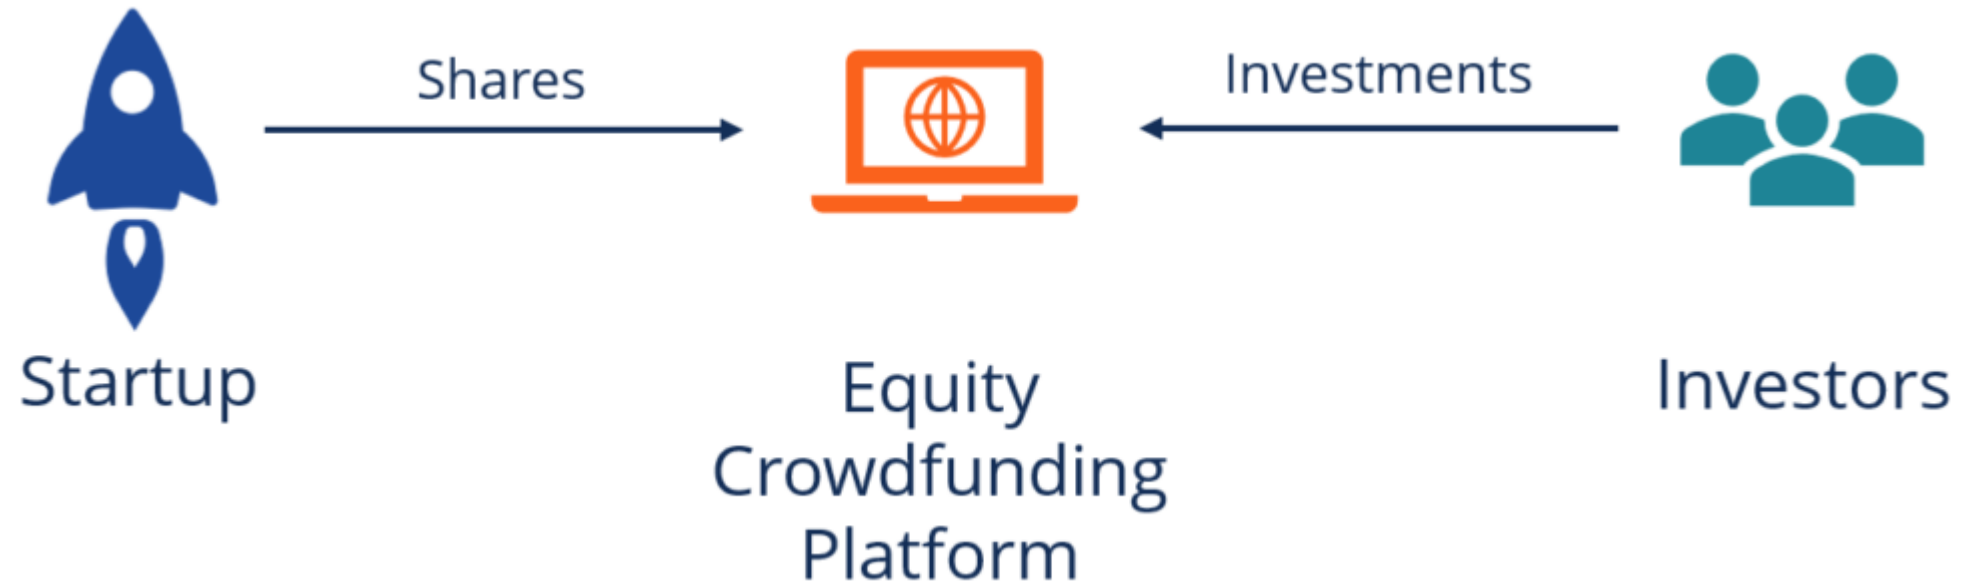 Shares
Investments
Startup
Equity
Crowdfunding
Platform
Investors